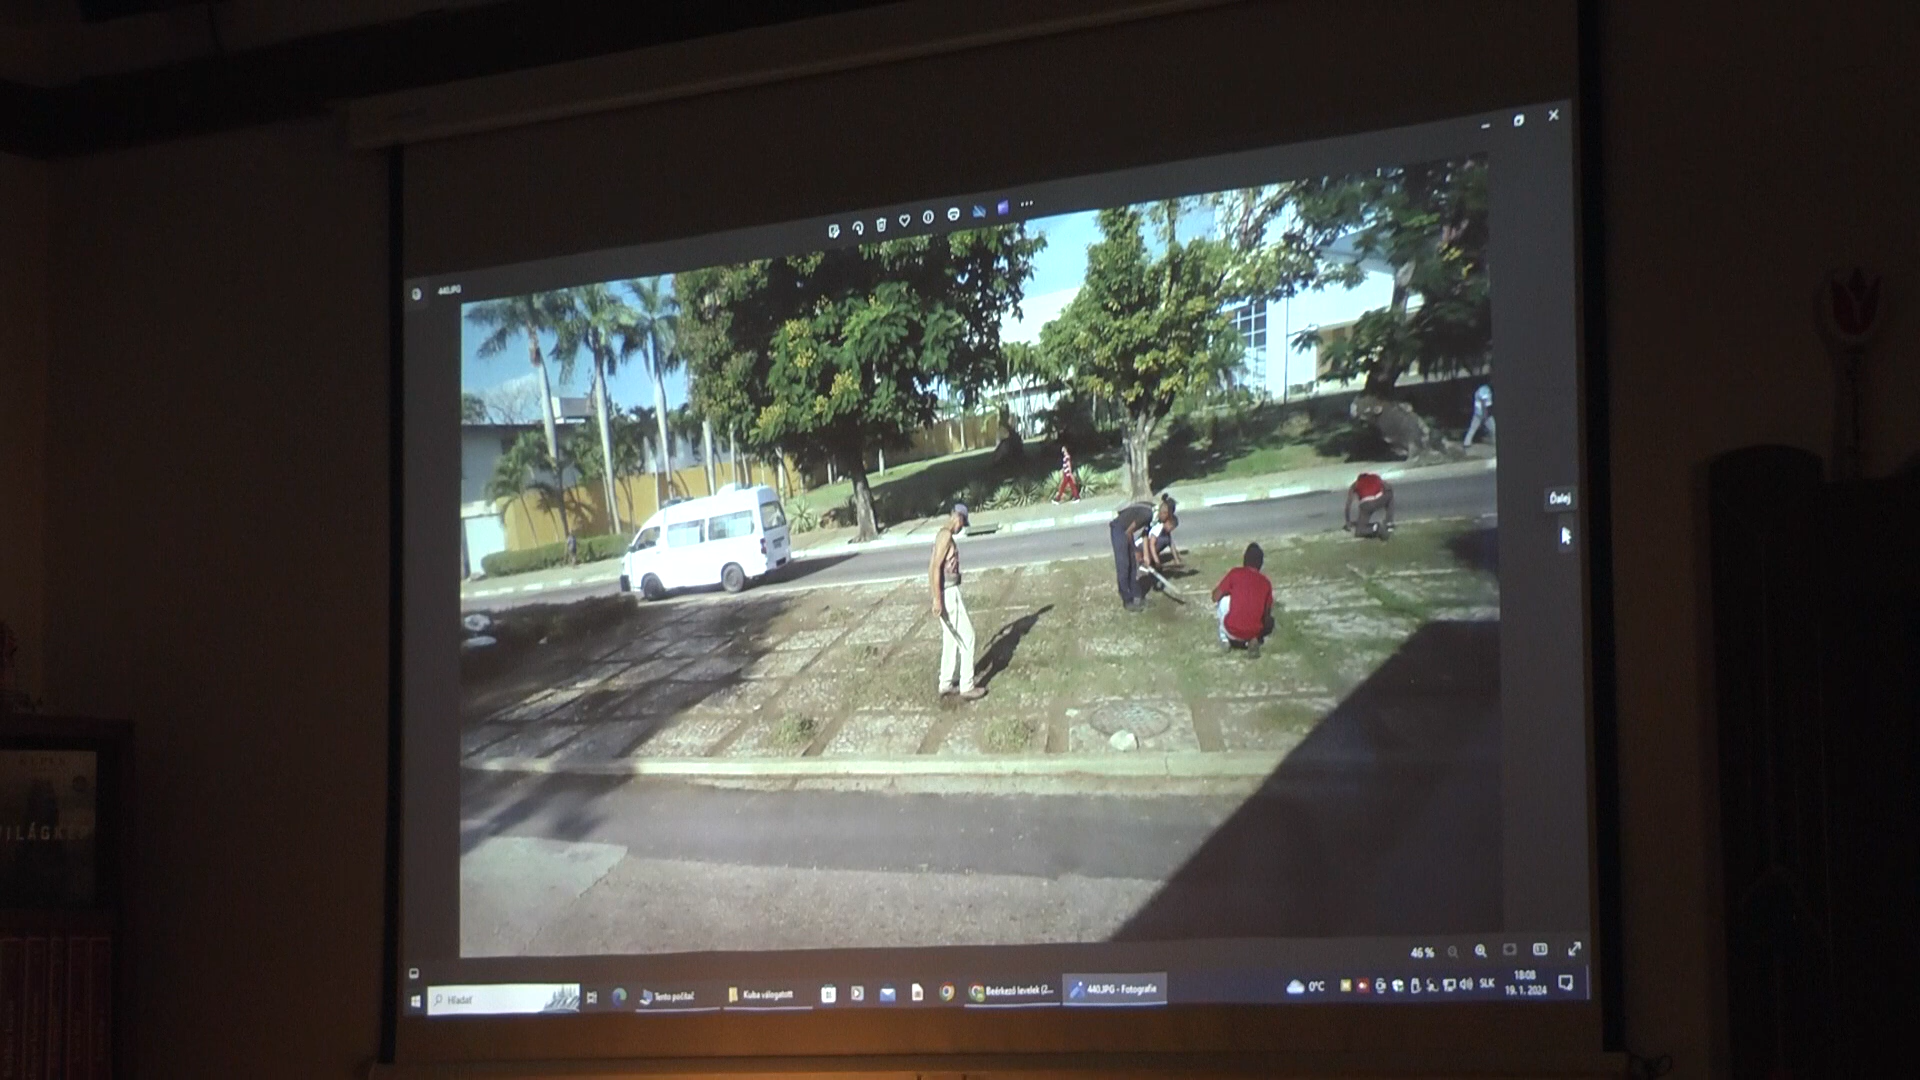 440.JPG
Ďalej
VILÁGKÉP
46 %
Hľadať
Tento počítač
Kuba válogatott
Beérkező levelek (2...
440.JPG - Fotografie
0°C
SLK
18:08
19. 1. 2024